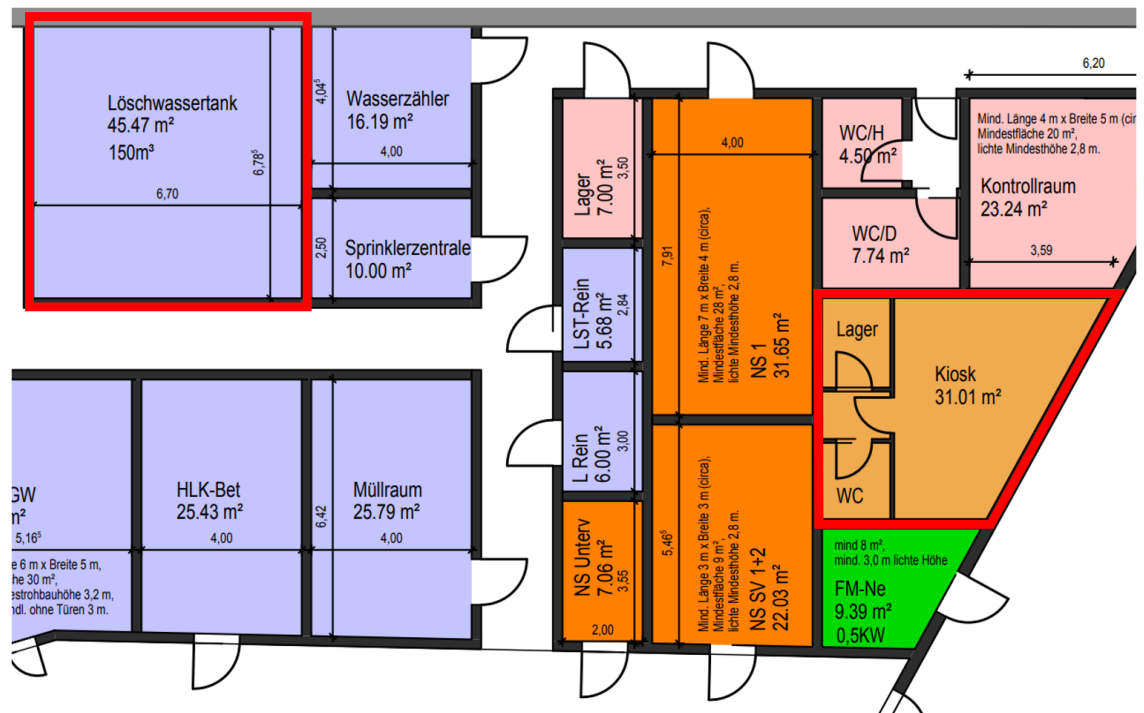 Löschwassertank
45.47 m²
150m³
6,70
6,78⁵
4,04⁵
Wasserzähler
16.19 m²
4,00
2,50
Sprinklerzentrale
10.00 m²
Lager
7.00 m²
3,50
LST-Rein
5.68 m²
2,84
L Rein
6.00 m²
3,00
NS Unterv
7.06 m²
3,55
2,00
4,00
7,91
Mind. Länge 7 m x Breite 4 m (circa),
Mindestfläche 28 m²,
lichte Mindesthöhe 2,8 m.
NS 1
31.65 m²
5,46⁵
Mind. Länge 3 m x Breite 3 m (circa),
Mindestfläche 9 m²,
lichte Mindesthöhe 2,8 m.
NS SV 1+2
22.03 m²
WC/H
4.50 m²
WC/D
7.74 m²
6,20
Mind. Länge 4 m x Breite 5 m (cir
Mindestfläche 20 m²,
lichte Mindesthöhe 2,8 m.
Kontrollraum
23.24 m²
3,59
Lager
Kiosk
31.01 m²
WC
mind 8 m²,
mind. 3,0 m lichte Höhe
FM-Ne
9.39 m²
0,5KW
GW
m²
5,16⁵
e 6 m x Breite 5 m,
he 30 m²,
estrohbauhöhe 3,2 m,
ndl. ohne Türen 3 m.
HLK-Bet
25.43 m²
4,00
6,42
Müllraum
25.79 m²
4,00